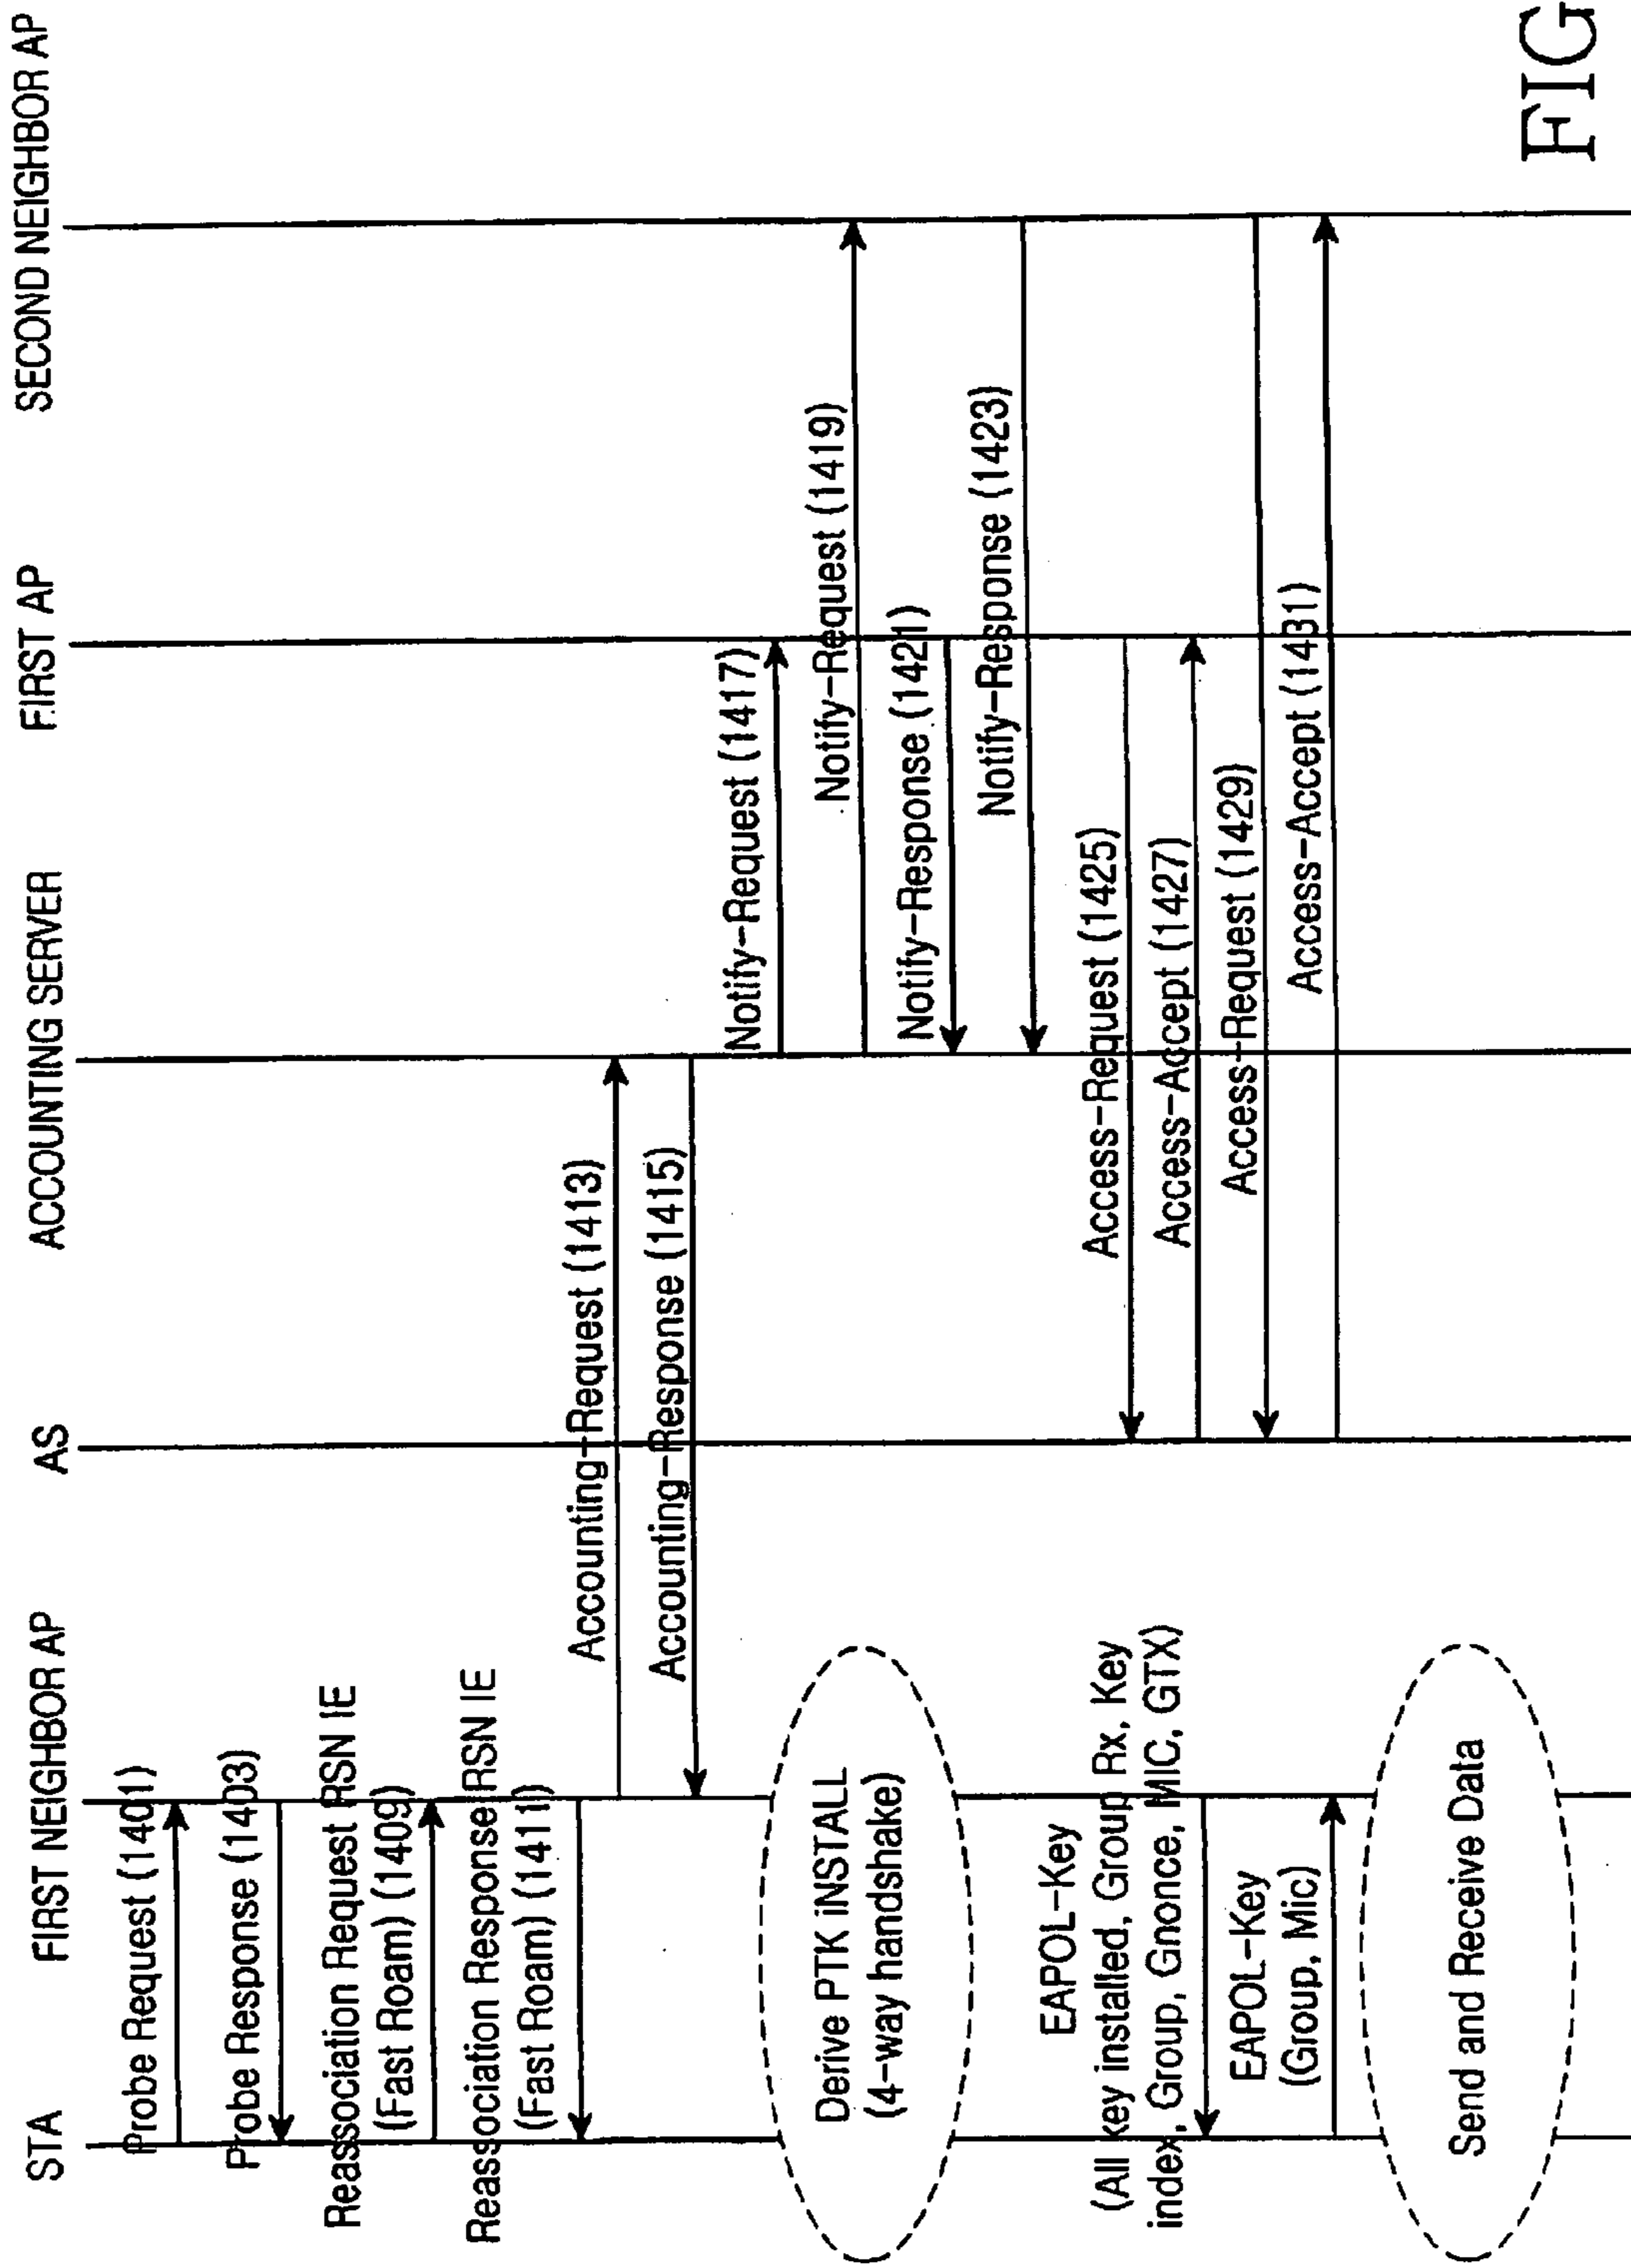 STA
FIRST NEIGHBOR AP
AS
ACCOUNTING SERVER
FIRST AP
SECOND NEIGHBOR AP
Probe Request (1401)
Probe Response (1403)
Reassociation Request RSN IE
(Fast Roam) (1409)
Reassociation Response RSN IE
(Fast Roam) (1411)
Accounting-Request (1413)
Accounting-Response (1415)
Notify-Request (1417)
Notify-Request (1419)
Notify-Response (1421)
Notify-Response (1423)
Derive PTK iNSTALL
(4-way handshake)
Access-Request (1425)
Access-Accept (1427)
Access-Request (1429)
Access-Accept (1431)
EAPOL-Key
(All key installed, Group Rx, Key
index, Group, Gnonce, MIC, GTX)
EAPOL-Key
(Group, Mic)
Send and Receive Data
FIG